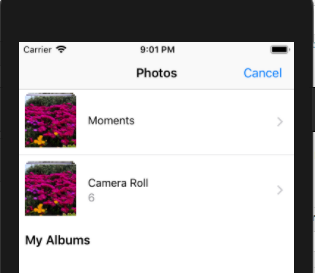 Carrier 9:01 PM
Photos Cancel
Moments
Camera Roll
6
My Albums